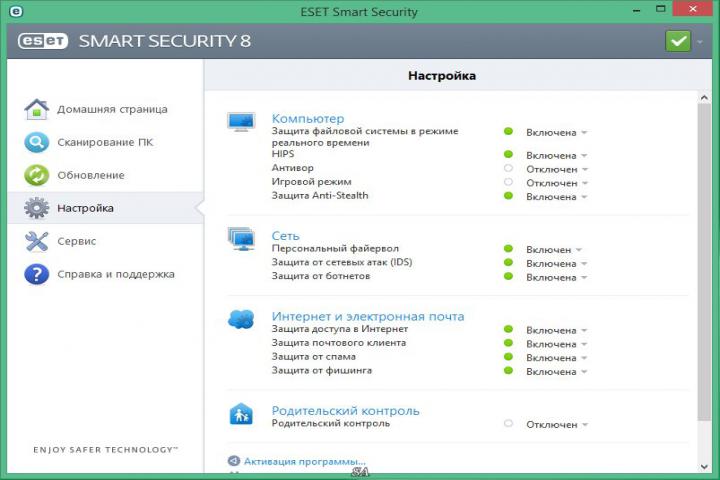 ESET Smart Security
eset SMART SECURITY 8
Домашняя страница
Сканирование ПК
Обновление
Настройка
Сервис
Справка и поддержка
ENJOY SAFER TECHNOLOGY™
Настройка
Компьютер
Защита файловой системы в режиме
реального времени Включена
HIPS Включена
Антивор Отключен
Игровой режим Отключен
Защита Anti-Stealth Включена
Сеть
Персональный файервол Включен
Защита от сетевых атак (IDS) Включена
Защита от ботнетов Включена
Интернет и электронная почта
Защита доступа в Интернет Включена
Защита почтового клиента Включена
Защита от спама Включена
Защита от фишинга Включена
Родительский контроль
Родительский контроль Отключен
Активация программы...